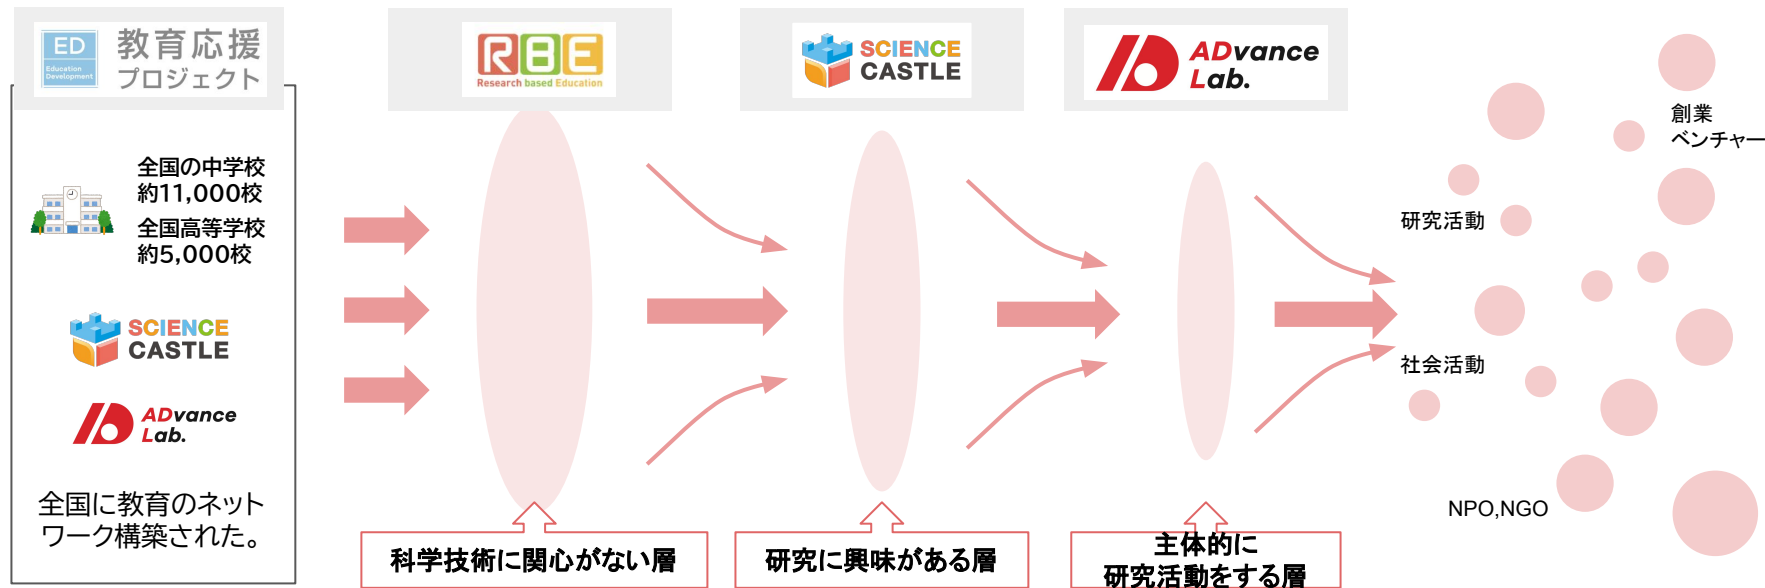 ED
Education
Development
教育応援
プロジェクト
全国の中学校
約11,000校
全国高等学校
約5,000校
SCIENCE
CASTLE
ADvance
Lab.
全国に教育のネット
ワーク構築された。
RBE
Research based Education
科学技術に関心がない層
SCIENCE
CASTLE
研究に興味がある層
ADvance
Lab.
主体的に
研究活動をする層
創業
ベンチャー
研究活動
社会活動
NPO,NGO